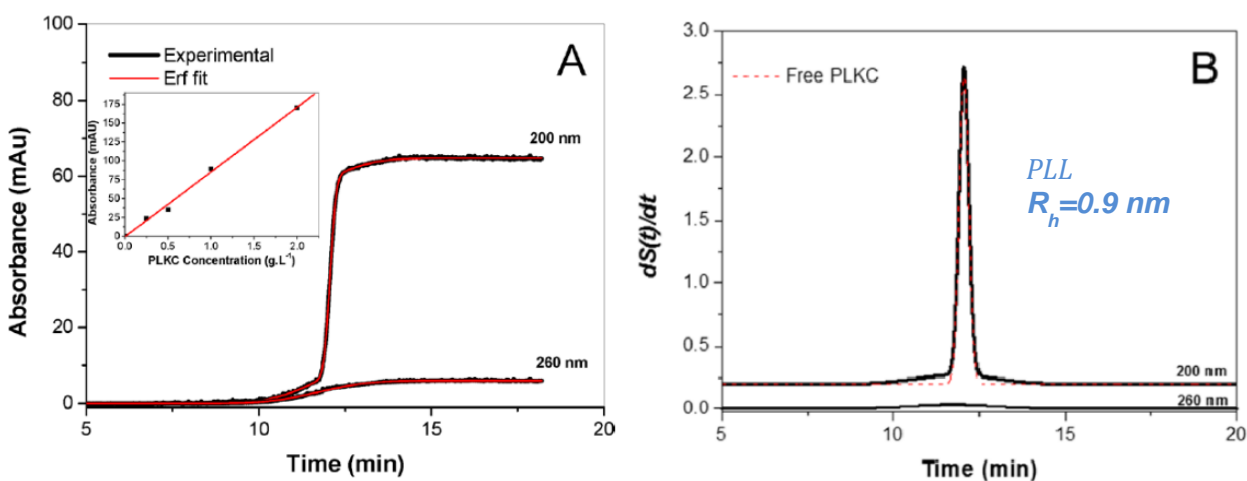 A
Experimental
Erf fit
Absorbance (mAu)
100
80
60
40
20
0
5
10
15
20
Time (min)
200 nm
260 nm
Absorbance (mAU)
175
150
125
100
75
50
25
0
0.0
0.5
1.0
1.5
2.0
PLKC Concentration (g.L⁻¹)
B
Free PLKC
PLL
R_h=0.9 nm
dS(t)/dt
3.0
2.5
2.0
1.5
1.0
0.5
0.0
200 nm
260 nm
5
10
15
20
Time (min)